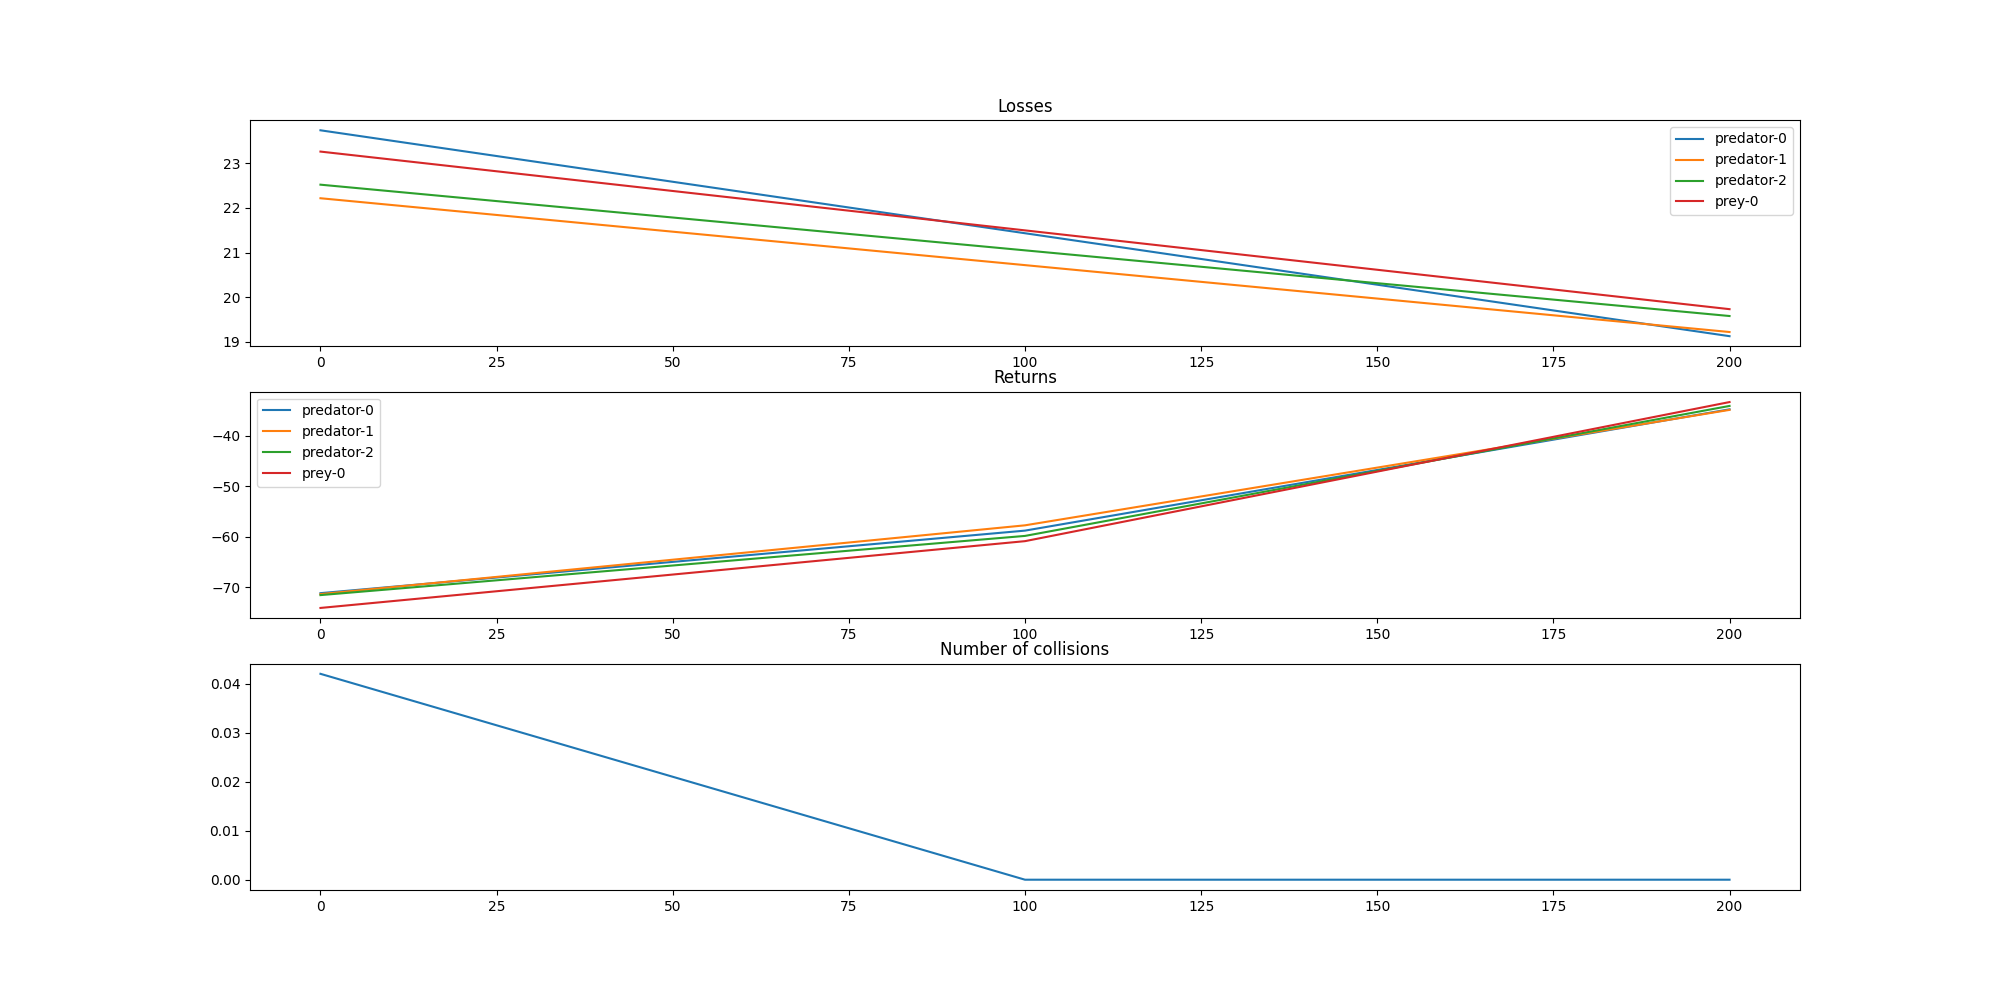 Losses
23
22
21
20
19
predator-0
predator-1
predator-2
prey-0
0 25 50 75 100 125 150 175 200
Returns
−40
−50
−60
−70
predator-0
predator-1
predator-2
prey-0
0 25 50 75 100 125 150 175 200
Number of collisions
0.04
0.03
0.02
0.01
0.00
0 25 50 75 100 125 150 175 200